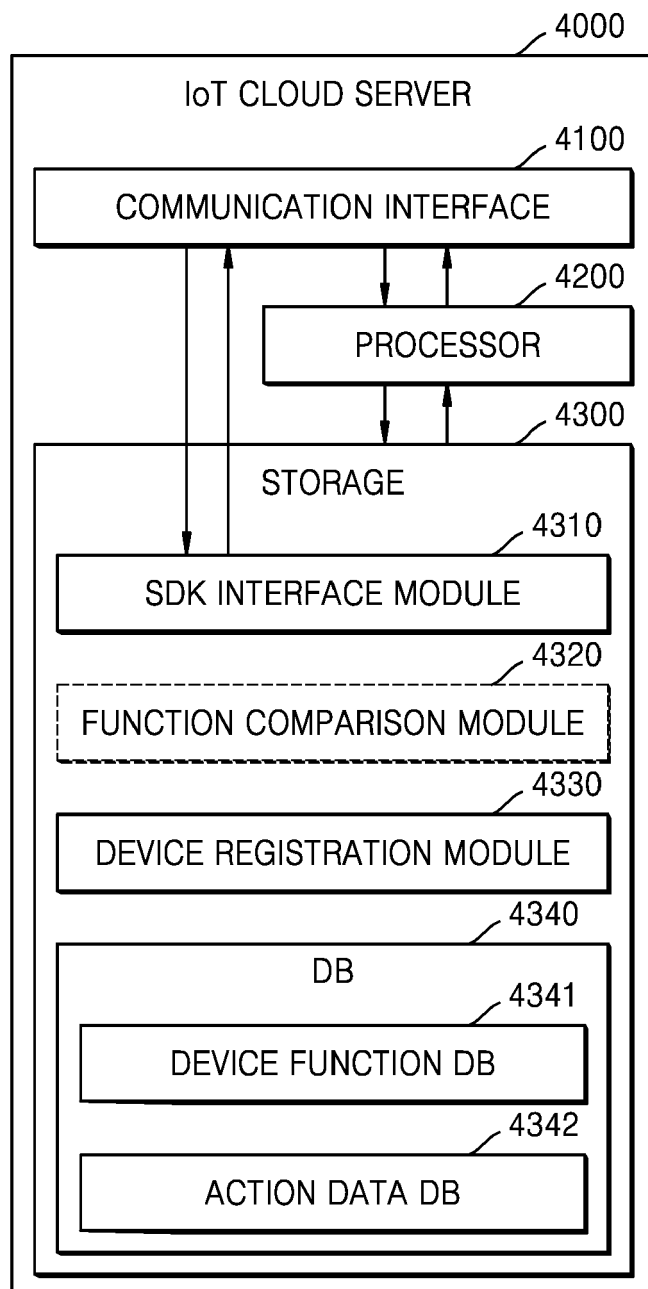 4000
IoT CLOUD SERVER
4100
COMMUNICATION INTERFACE
4200
PROCESSOR
4300
STORAGE
4310
SDK INTERFACE MODULE
4320
FUNCTION COMPARISON MODULE
4330
DEVICE REGISTRATION MODULE
4340
DB
4341
DEVICE FUNCTION DB
4342
ACTION DATA DB